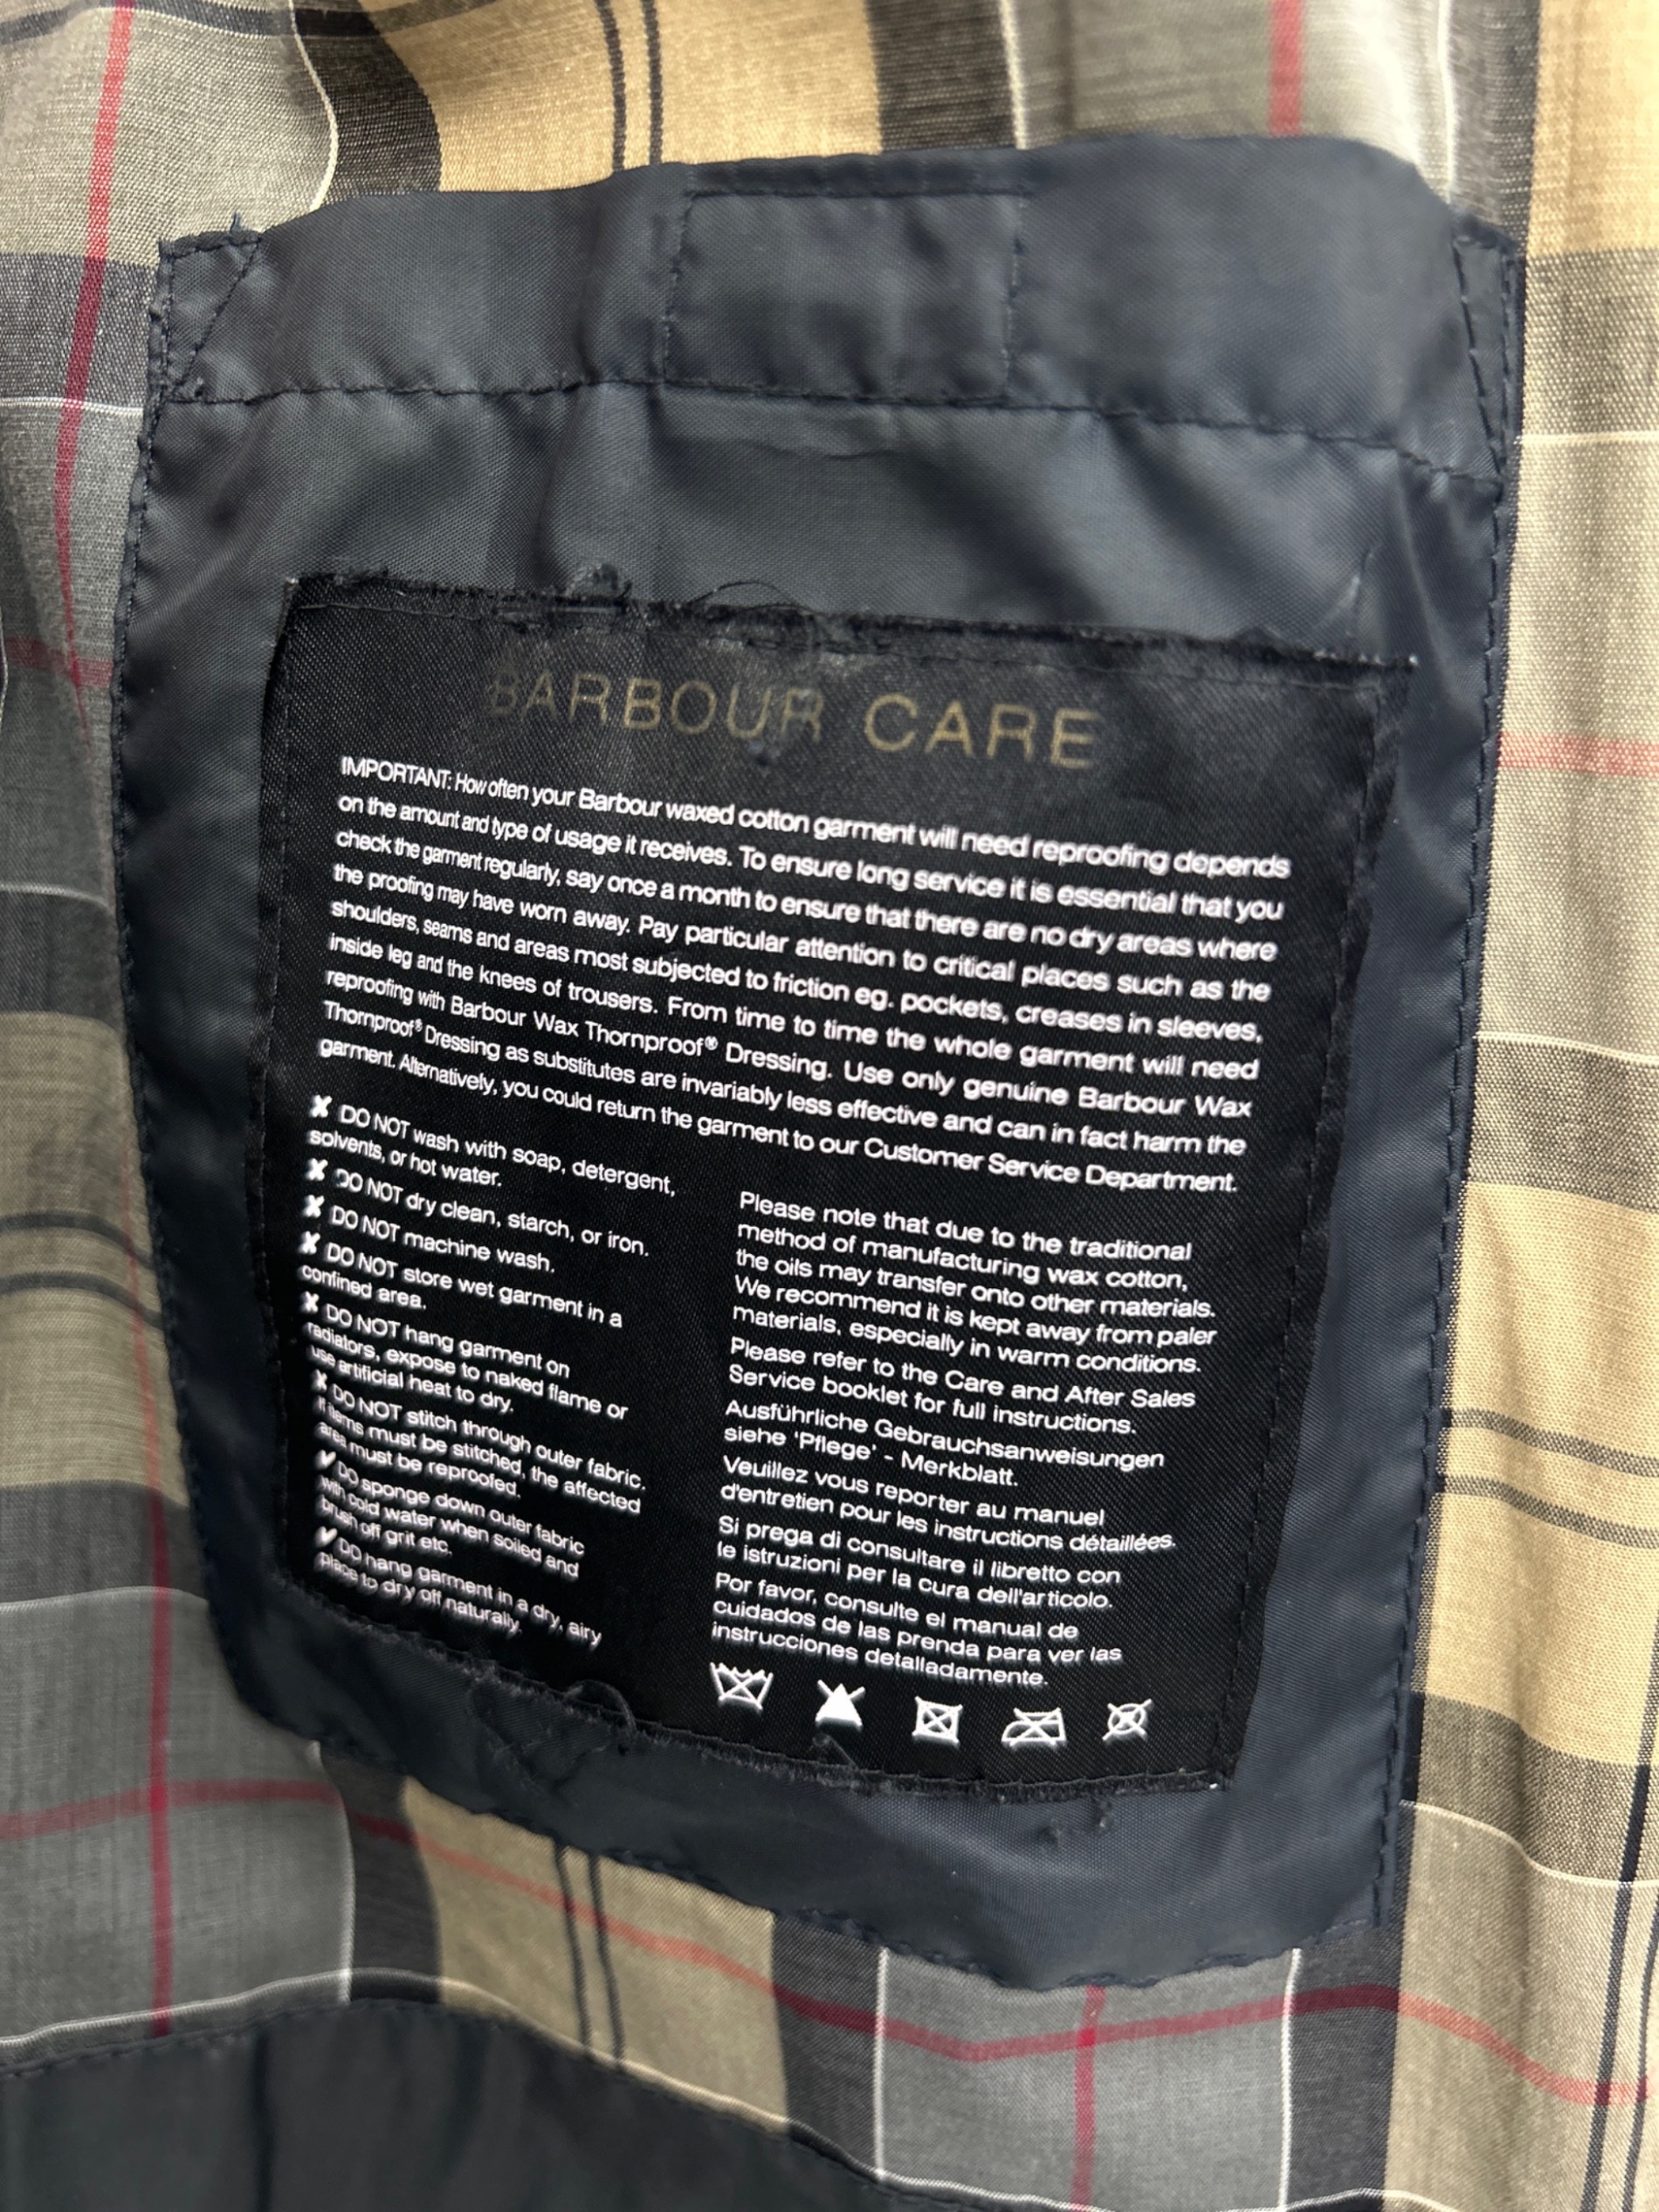 BARBOUR CARE
IMPORTANT: How often your Barbour waxed cotton garment will need reproofing depends
on the amount and type of usage it receives. To ensure long service it is essential that you
check the garment regularly, say once a month to ensure that there are no dry areas where
the proofing may have worn away. Pay particular attention to critical places such as the
shoulders, seams and areas most subjected to friction eg. pockets, creases in sleeves,
inside leg and the knees of trousers. From time to time the whole garment will need
reproofing with Barbour Wax Thornproof® Dressing. Use only genuine Barbour Wax
Thornproof® Dressing as substitutes are invariably less effective and can in fact harm the
garment. Alternatively, you could return the garment to our Customer Service Department.
✘ DO NOT wash with soap, detergent,
solvents, or hot water.
✘ DO NOT dry clean, starch, or iron.
✘ DO NOT machine wash.
✘ DO NOT store wet garment in a
confined area.
✘ DO NOT hang garment on
radiators, expose to naked flame or
use artificial heat to dry.
✘ DO NOT stitch through outer fabric.
If items must be stitched, the affected
area must be reproofed.
✔ DO sponge down outer fabric
with cold water when soiled and
brush off grit etc.
✔ DO hang garment in a dry, airy
place to dry off naturally.
Please note that due to the traditional
method of manufacturing wax cotton,
the oils may transfer onto other materials.
We recommend it is kept away from paler
materials, especially in warm conditions.
Please refer to the Care and After Sales
Service booklet for full instructions.
Ausführliche Gebrauchsanweisungen
siehe 'Pflege' - Merkblatt.
Veuillez vous reporter au manuel
d'entretien pour les instructions détaillées.
Si prega di consultare il libretto con
le istruzioni per la cura dell'articolo.
Por favor, consulte el manual de
cuidados de las prenda para ver las
instrucciones detalladamente.